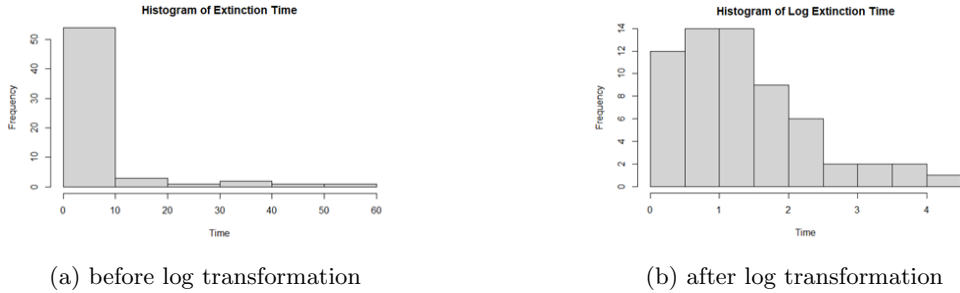 Histogram of Extinction Time
Frequency
50
40
30
20
10
0
0 10 20 30 40 50 60
Time
(a) before log transformation
Histogram of Log Extinction Time
Frequency
14
12
10
8
6
4
2
0
0 1 2 3 4
Time
(b) after log transformation